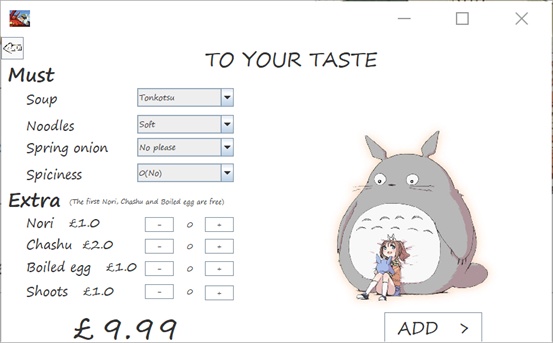 TO YOUR TASTE
Must
Soup Tonkotsu
Noodles Soft
Spring onion No please
Spiciness 0(No)
Extra (The first Nori, Chashu and Boiled egg are free)
Nori £1.0 - 0 +
Chashu £2.0 - 0 +
Boiled egg £1.0 - 0 +
Shoots £1.0 - 0 +
£9.99
ADD >